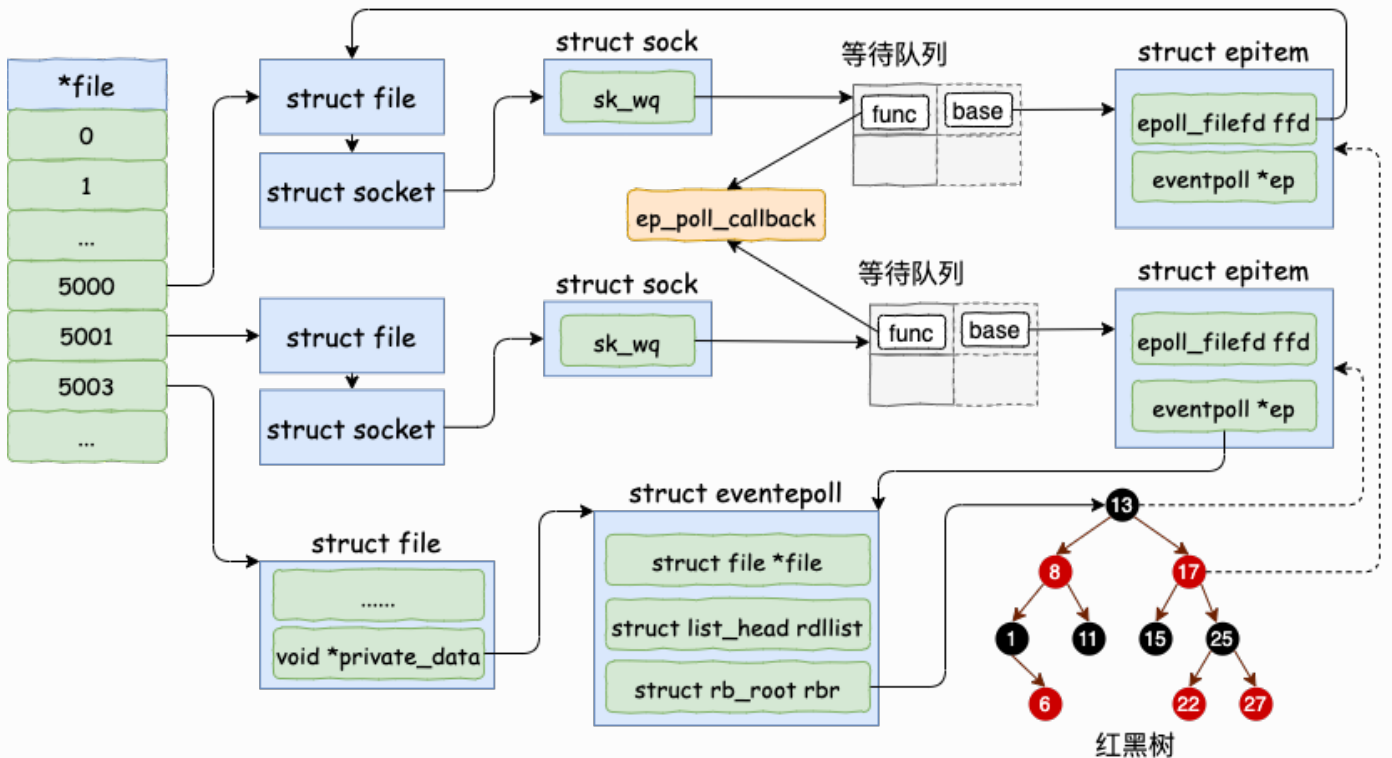 *file
0
1
...
5000
5001
5003
...
struct file
struct socket
struct sock
sk_wq
等待队列
func
base
struct epitem
epoll_filefd ffd
eventpoll *ep
ep_poll_callback
struct file
struct socket
struct sock
sk_wq
等待队列
func
base
struct epitem
epoll_filefd ffd
eventpoll *ep
struct file
......
void *private_data
struct eventepoll
struct file *file
struct list_head rdllist
struct rb_root rbr
13
8
17
1
11
15
25
6
22
27
红黑树